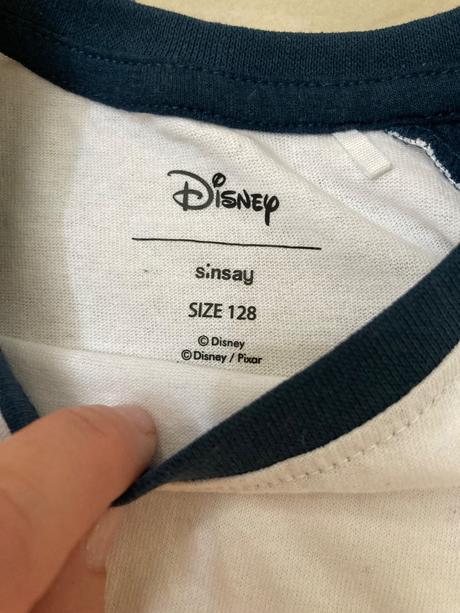 Disney
sinsay
SIZE 128
© Disney
© Disney / Pixar